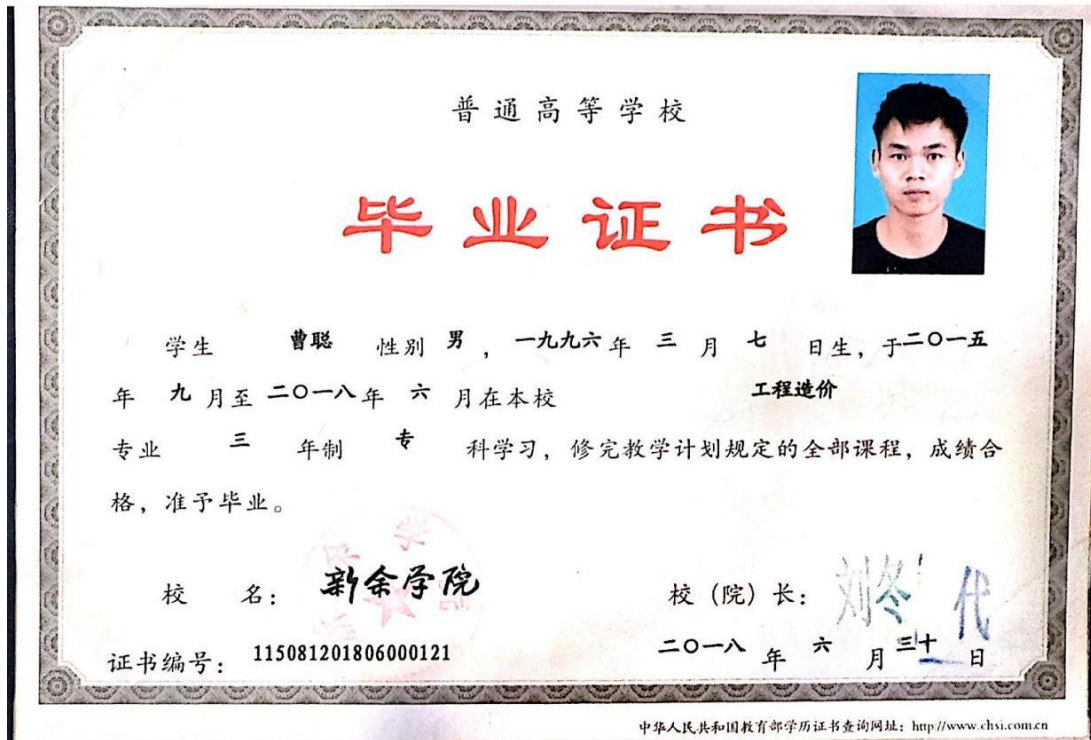 普通高等学校
毕业证书
学生 曹聪 性别 男，一九九六年 三 月 七 日生，于二〇一五
年 九 月至 二〇一八年 六 月在本校 工程造价
专业 三 年制 专 科学习，修完教学计划规定的全部课程，成绩合
格，准予毕业。
校 名：新余学院 校（院）长：刘冬 代
证书编号：115081201806000121 二〇一八 年 六 月 三十 日
中华人民共和国教育部学历证书查询网址：http://www.chsi.com.cn